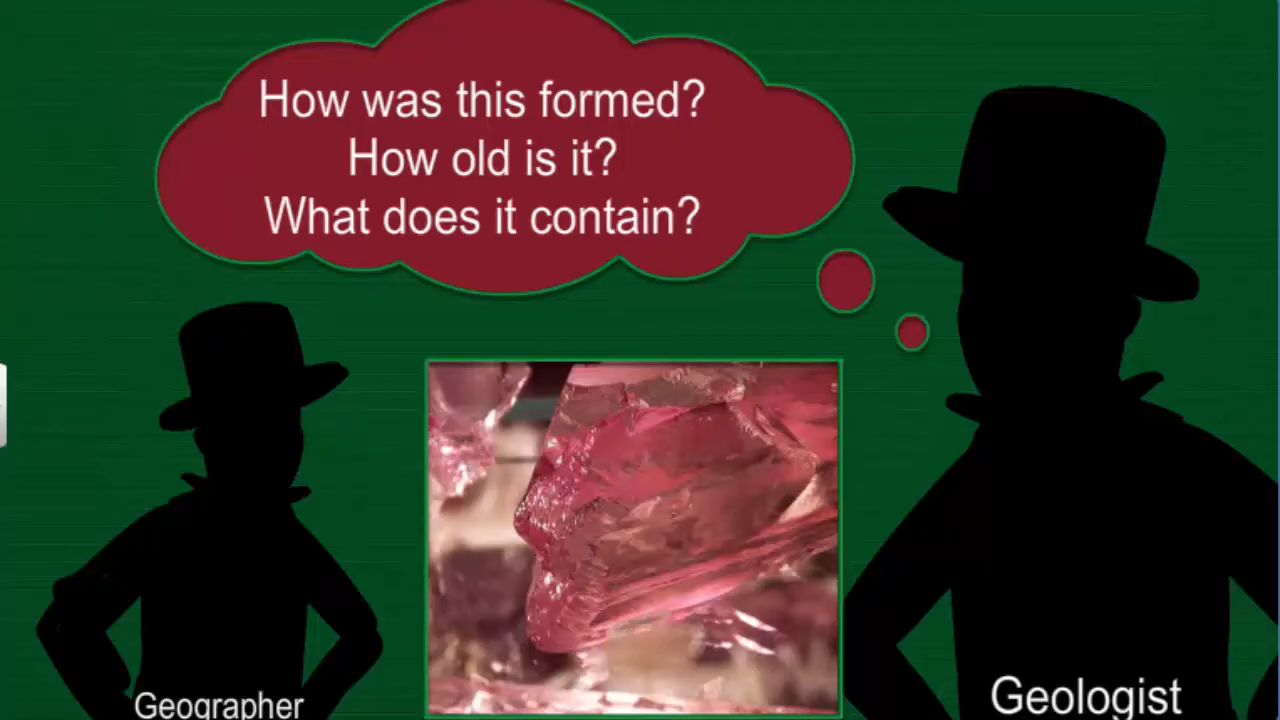 How was this formed?
How old is it?
What does it contain?
Geographer
Geologist